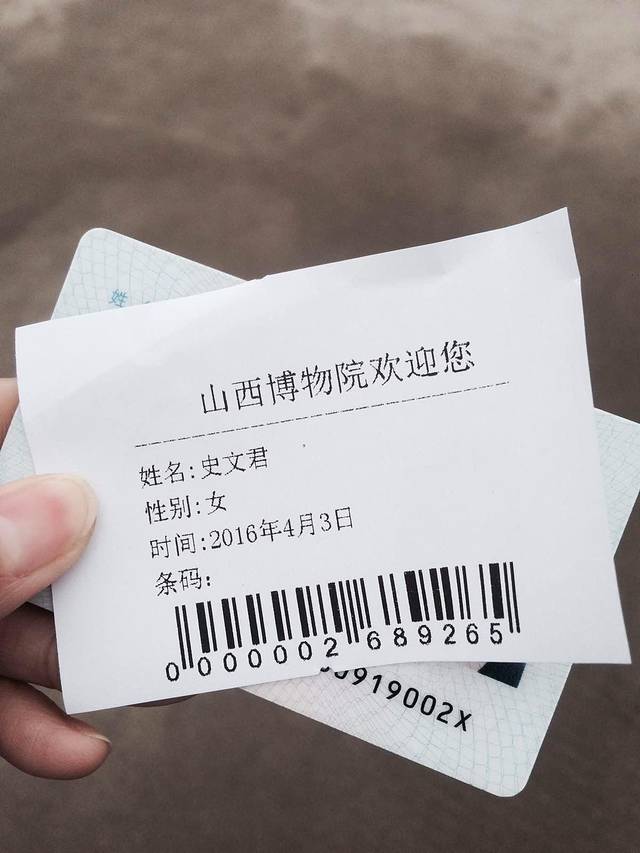 姓
山西博物院欢迎您
姓名:史文君
性别:女
时间:2016年4月3日
条码:
0000002689265
0919002X